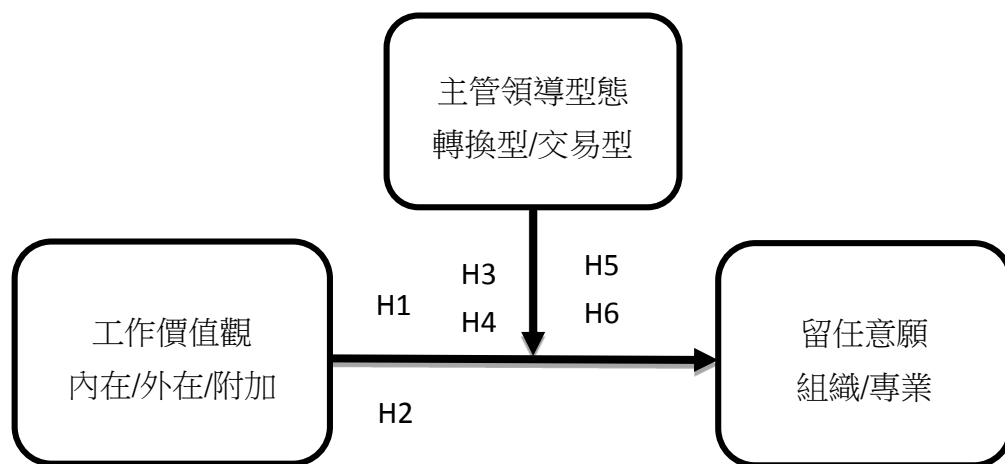 主管領導型態
轉換型/交易型
H3
H5
H1
H4
H6
工作價值觀
內在/外在/附加
留任意願
組織/專業
H2